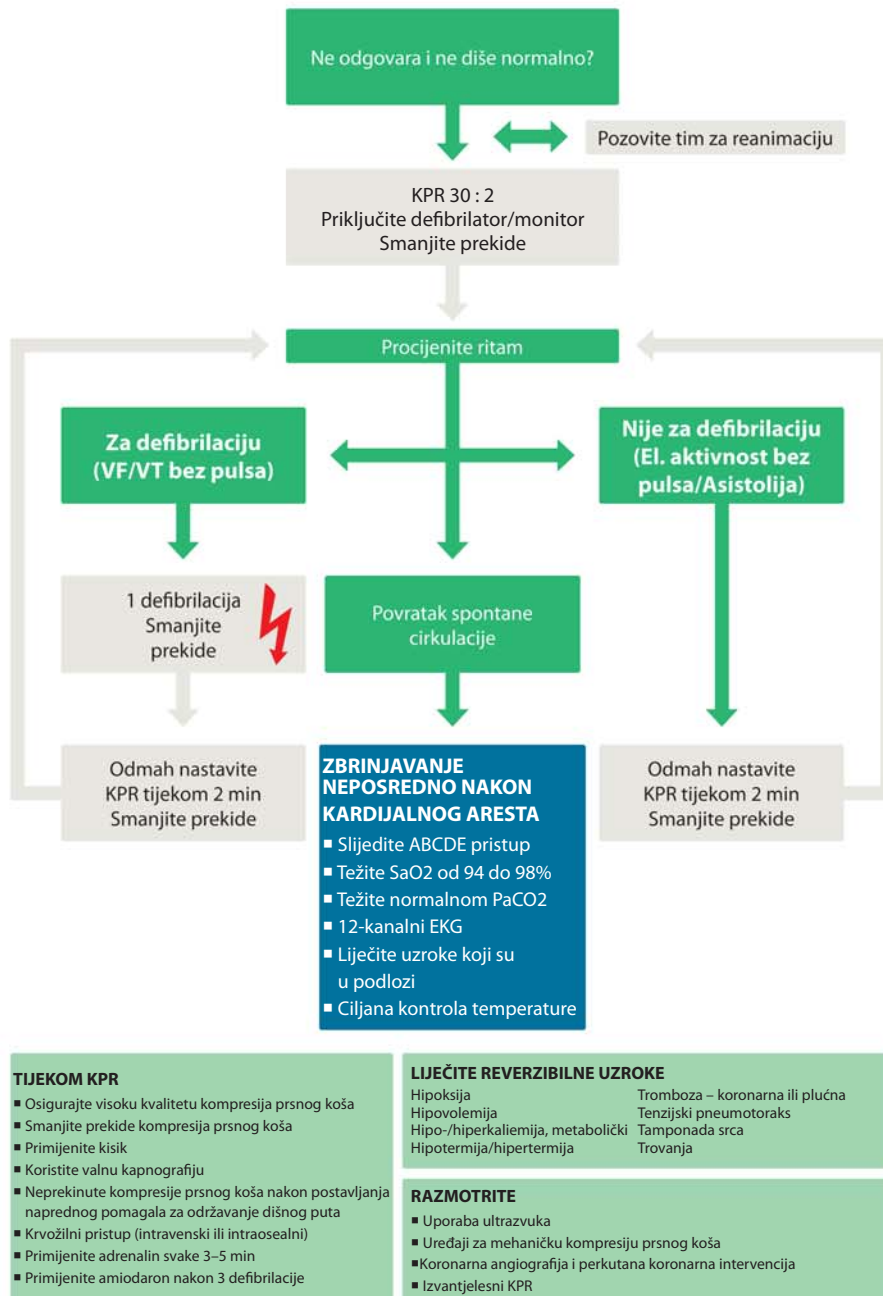 Ne odgovara i ne diše normalno?
Pozovite tim za reanimaciju
KPR 30 : 2
Priključite defibrilator/monitor
Smanjite prekide
Procijenite ritam
Za defibrilaciju
(VF/VT bez pulsa)
Nije za defibrilaciju
(El. aktivnost bez
pulsa/Asistolija)
1 defibrilacija
Smanjite
prekide
Povratak spontane
cirkulacije
Odmah nastavite
KPR tijekom 2 min
Smanjite prekide
ZBRINJAVANJE
NEPOSREDNO NAKON
KARDIJALNOG ARESTA
▪ Slijedite ABCDE pristup
▪ Težite SaO2 od 94 do 98%
▪ Težite normalnom PaCO2
▪ 12-kanalni EKG
▪ Liječite uzroke koji su
u podlozi
▪ Ciljana kontrola temperature
Odmah nastavite
KPR tijekom 2 min
Smanjite prekide
TIJEKOM KPR
▪ Osigurajte visoku kvalitetu kompresija prsnog koša
▪ Smanjite prekide kompresija prsnog koša
▪ Primijenite kisik
▪ Koristite valnu kapnografiju
▪ Neprekinute kompresije prsnog koša nakon postavljanja
naprednog pomagala za održavanje dišnog puta
▪ Krvožilni pristup (intravenski ili intraosealni)
▪ Primijenite adrenalin svake 3–5 min
▪ Primijenite amiodaron nakon 3 defibrilacije
LIJEČITE REVERZIBILNE UZROKE
Hipoksija
Hipovolemija
Hipo-/hiperkaliemija, metabolički
Hipotermija/hipertermija
Tromboza – koronarna ili plućna
Tenzijski pneumotoraks
Tamponada srca
Trovanja
RAZMOTRITE
▪ Uporaba ultrazvuka
▪ Uređaji za mehaničku kompresiju prsnog koša
▪Koronarna angiografija i perkutana koronarna intervencija
▪ Izvantjelesni KPR